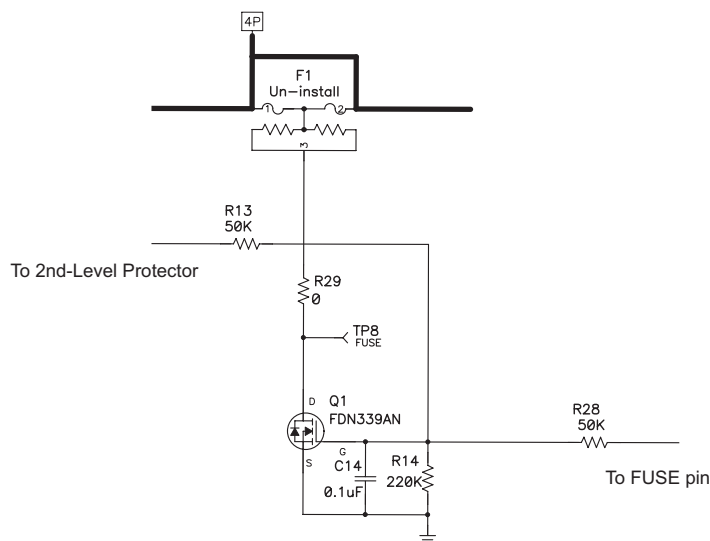 4P
F1
Un-install
1 2
3
R13
50K
To 2nd-Level Protector
R29
0
TP8
FUSE
D Q1
FDN339AN
R28
50K
G
S C14 R14
0.1uF 220K
To FUSE pin